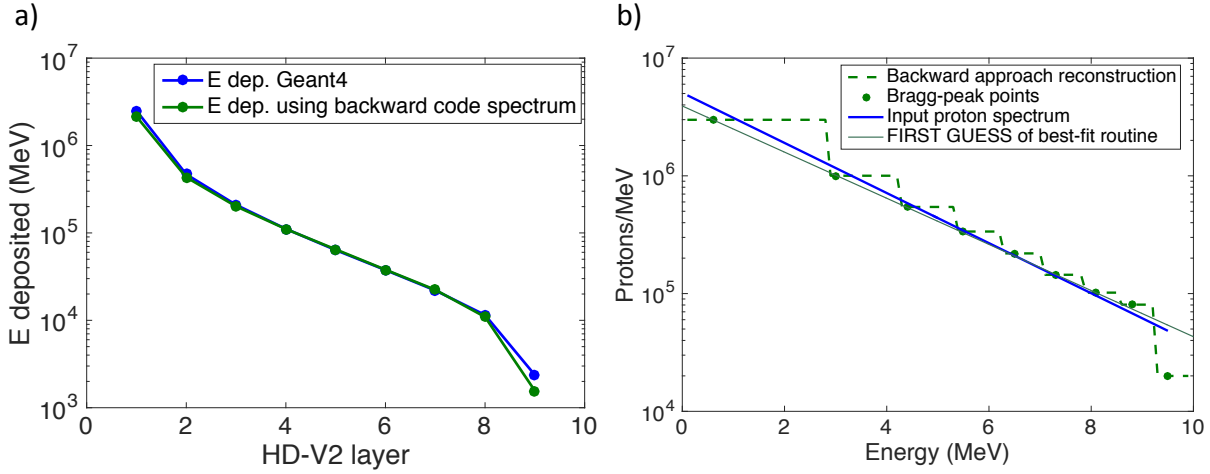 a)
10^7
10^6
10^5
10^4
10^3
E deposited (MeV)
E dep. Geant4
E dep. using backward code spectrum
0 2 4 6 8 10
HD-V2 layer
b)
10^7
10^6
10^5
10^4
Protons/MeV
Backward approach reconstruction
Bragg-peak points
Input proton spectrum
FIRST GUESS of best-fit routine
0 2 4 6 8 10
Energy (MeV)